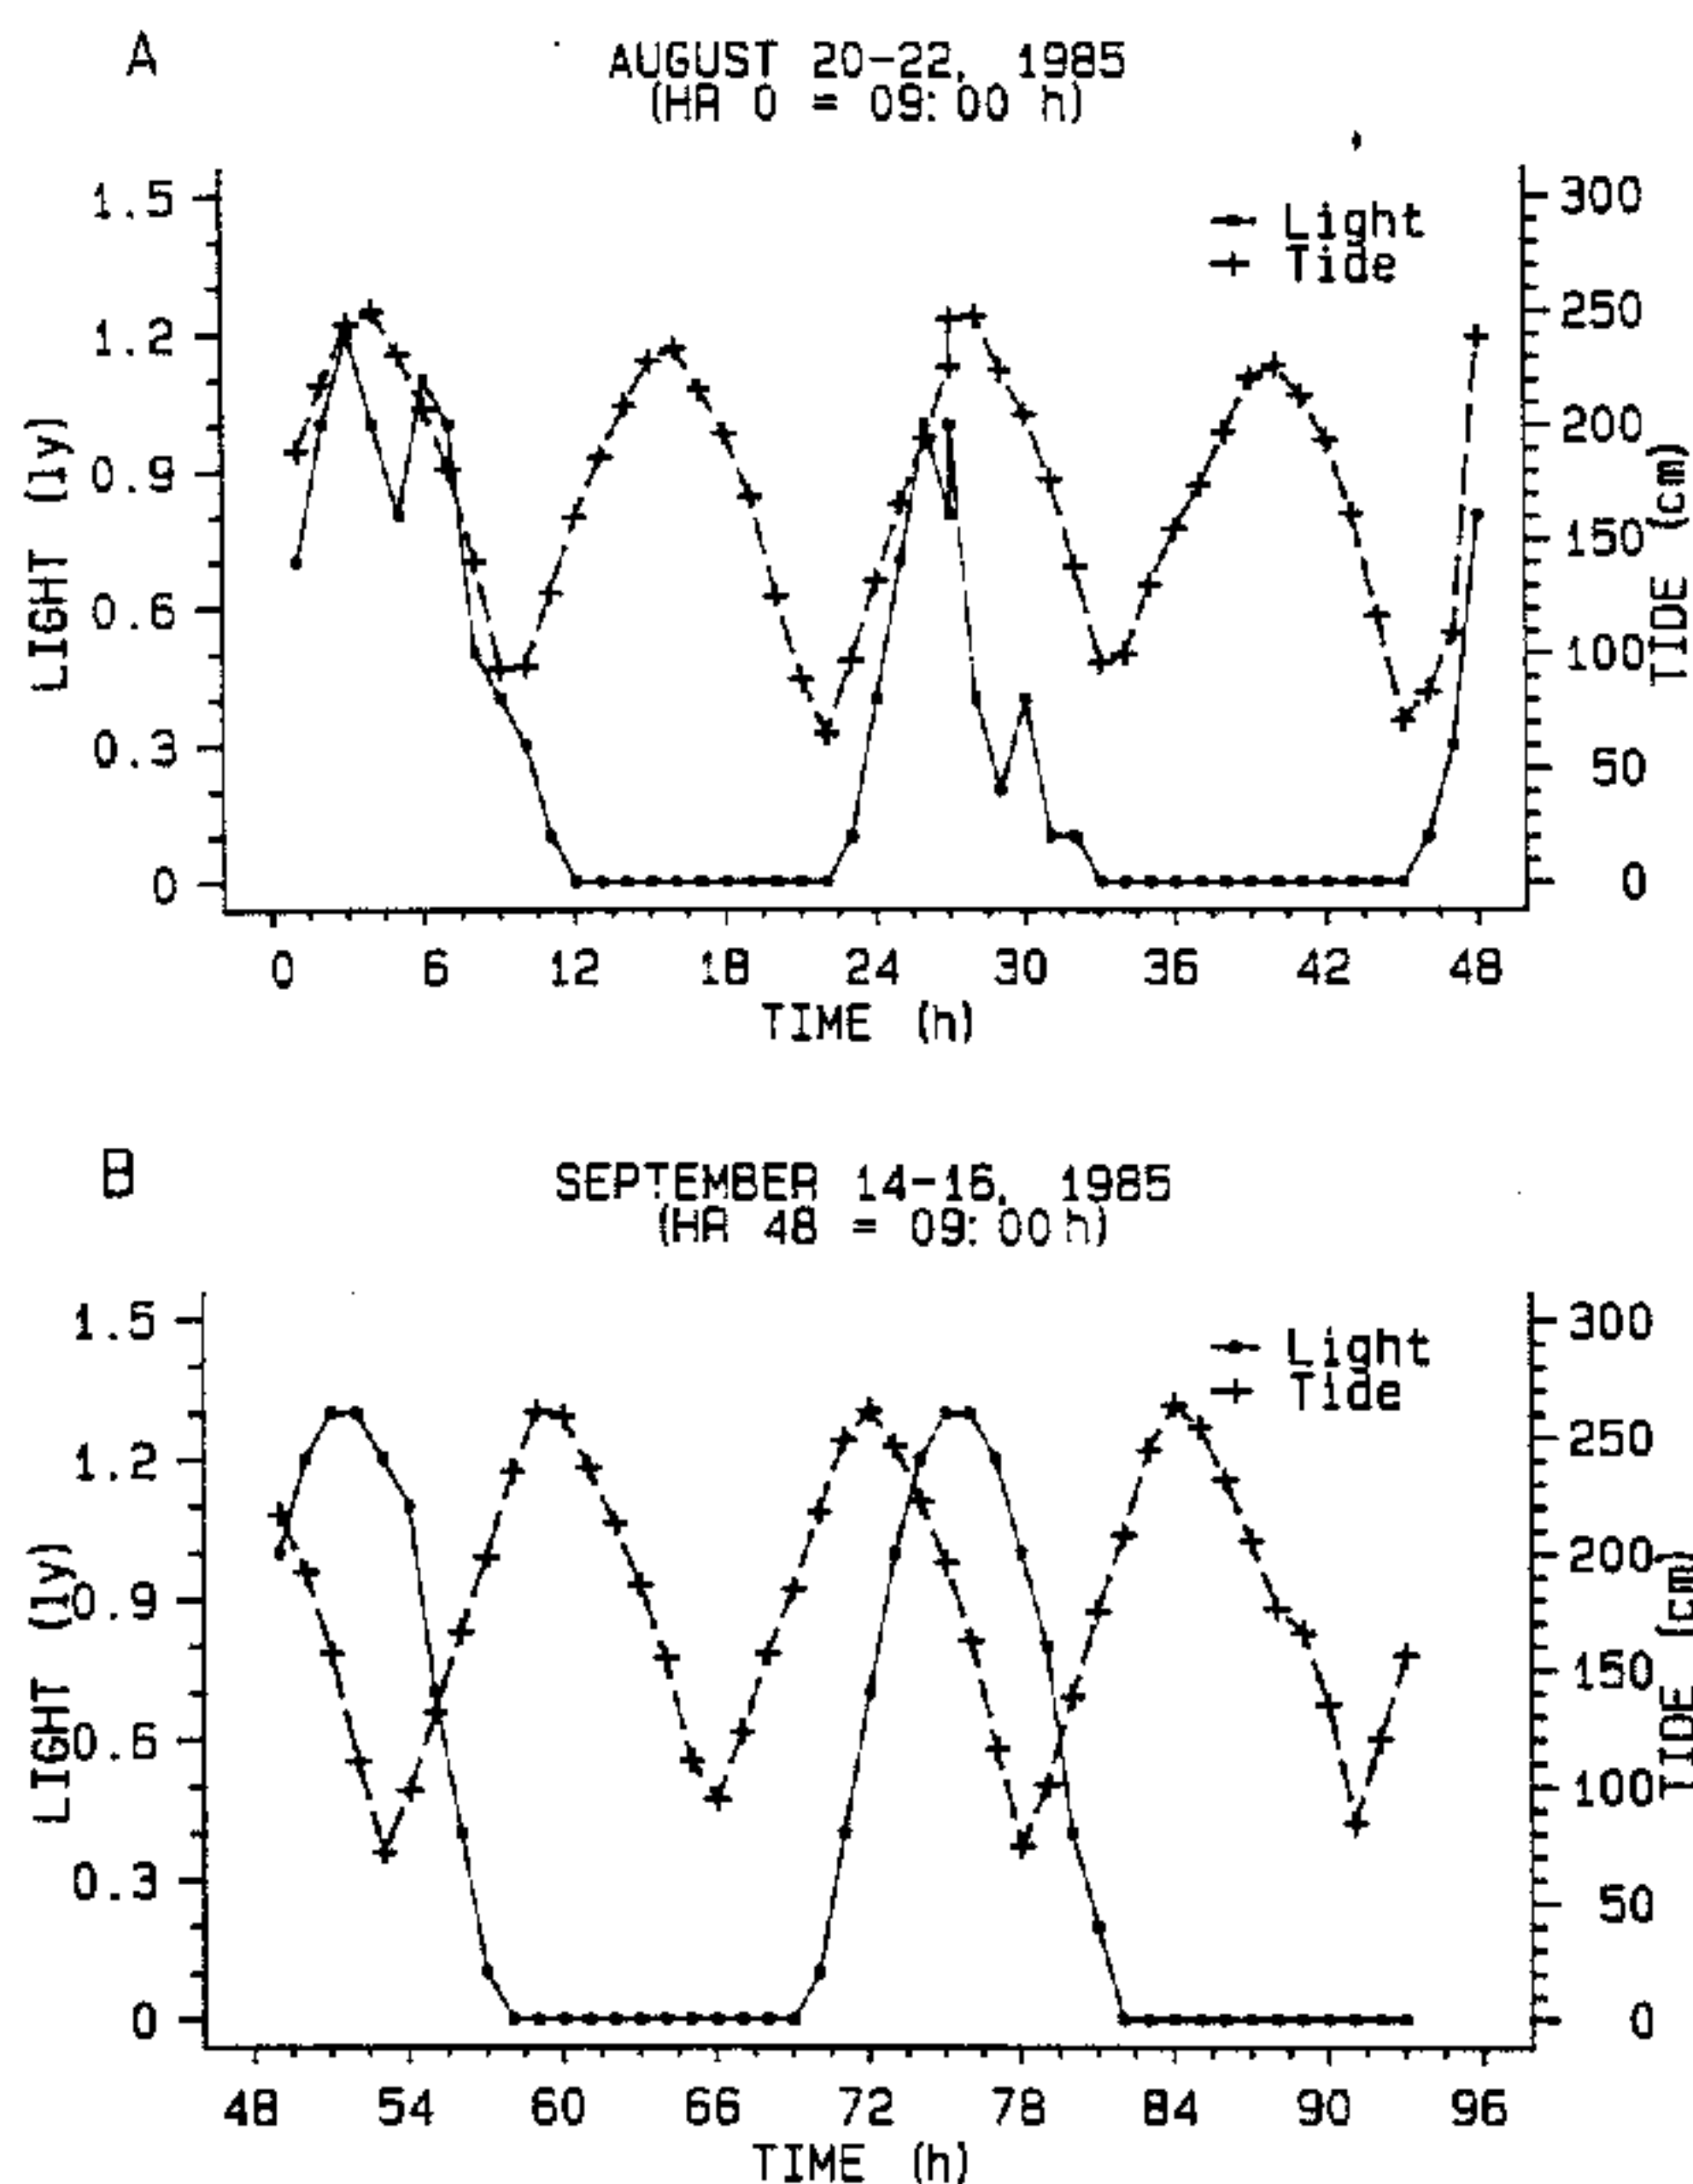 A
AUGUST 20-22, 1985
(HR 0 = 09:00 h)
1.5
1.2
0.9
0.6
0.3
0
LIGHT (ly)
Light
Tide
300
250
200
150
100
50
0
TIDE (cm)
0 6 12 18 24 30 36 42 48
TIME (h)
B
SEPTEMBER 14-16, 1985
(HR 48 = 09:00 h)
1.5
1.2
0.9
0.6
0.3
0
LIGHT (ly)
Light
Tide
300
250
200
150
100
50
0
TIDE (cm)
48 54 60 66 72 78 84 90 96
TIME (h)